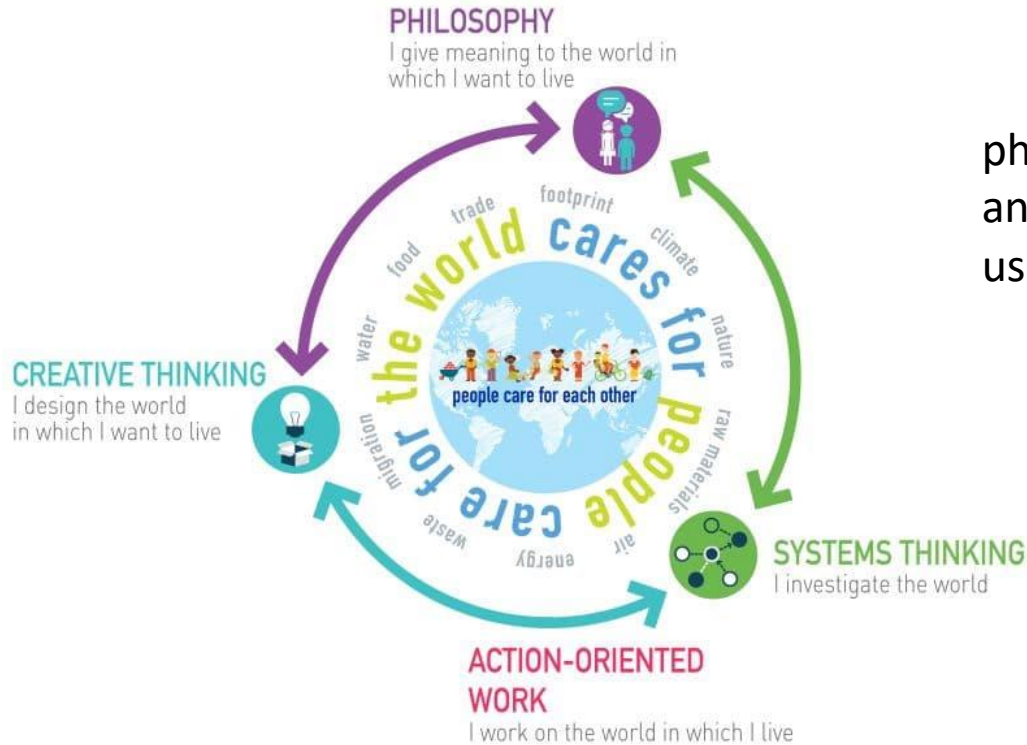 PHILOSOPHY
I give meaning to the world in
which I want to live
ph
an
us
footprint
climate
nature
raw materials
air
energy
waste
migration
water
food
trade
the world cares for people care for
people care for each other
CREATIVE THINKING
I design the world
in which I want to live
SYSTEMS THINKING
I investigate the world
ACTION-ORIENTED
WORK
I work on the world in which I live